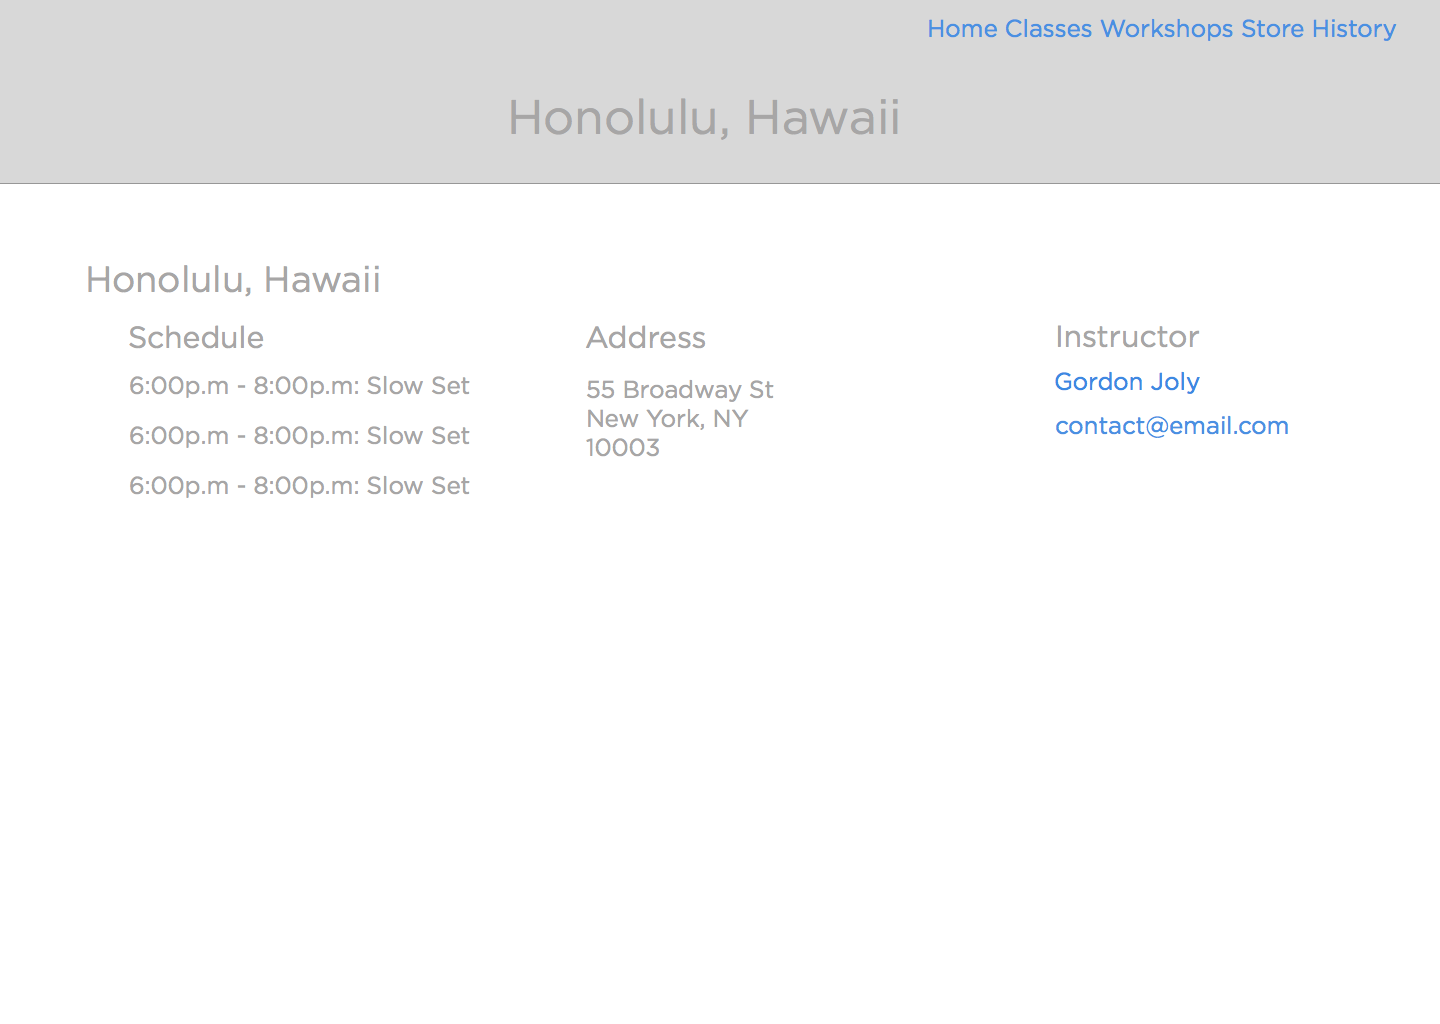 Home Classes Workshops Store History
Honolulu, Hawaii
Honolulu, Hawaii
Schedule
6:00p.m - 8:00p.m: Slow Set
6:00p.m - 8:00p.m: Slow Set
6:00p.m - 8:00p.m: Slow Set
Address
55 Broadway St
New York, NY
10003
Instructor
Gordon Joly
contact@email.com